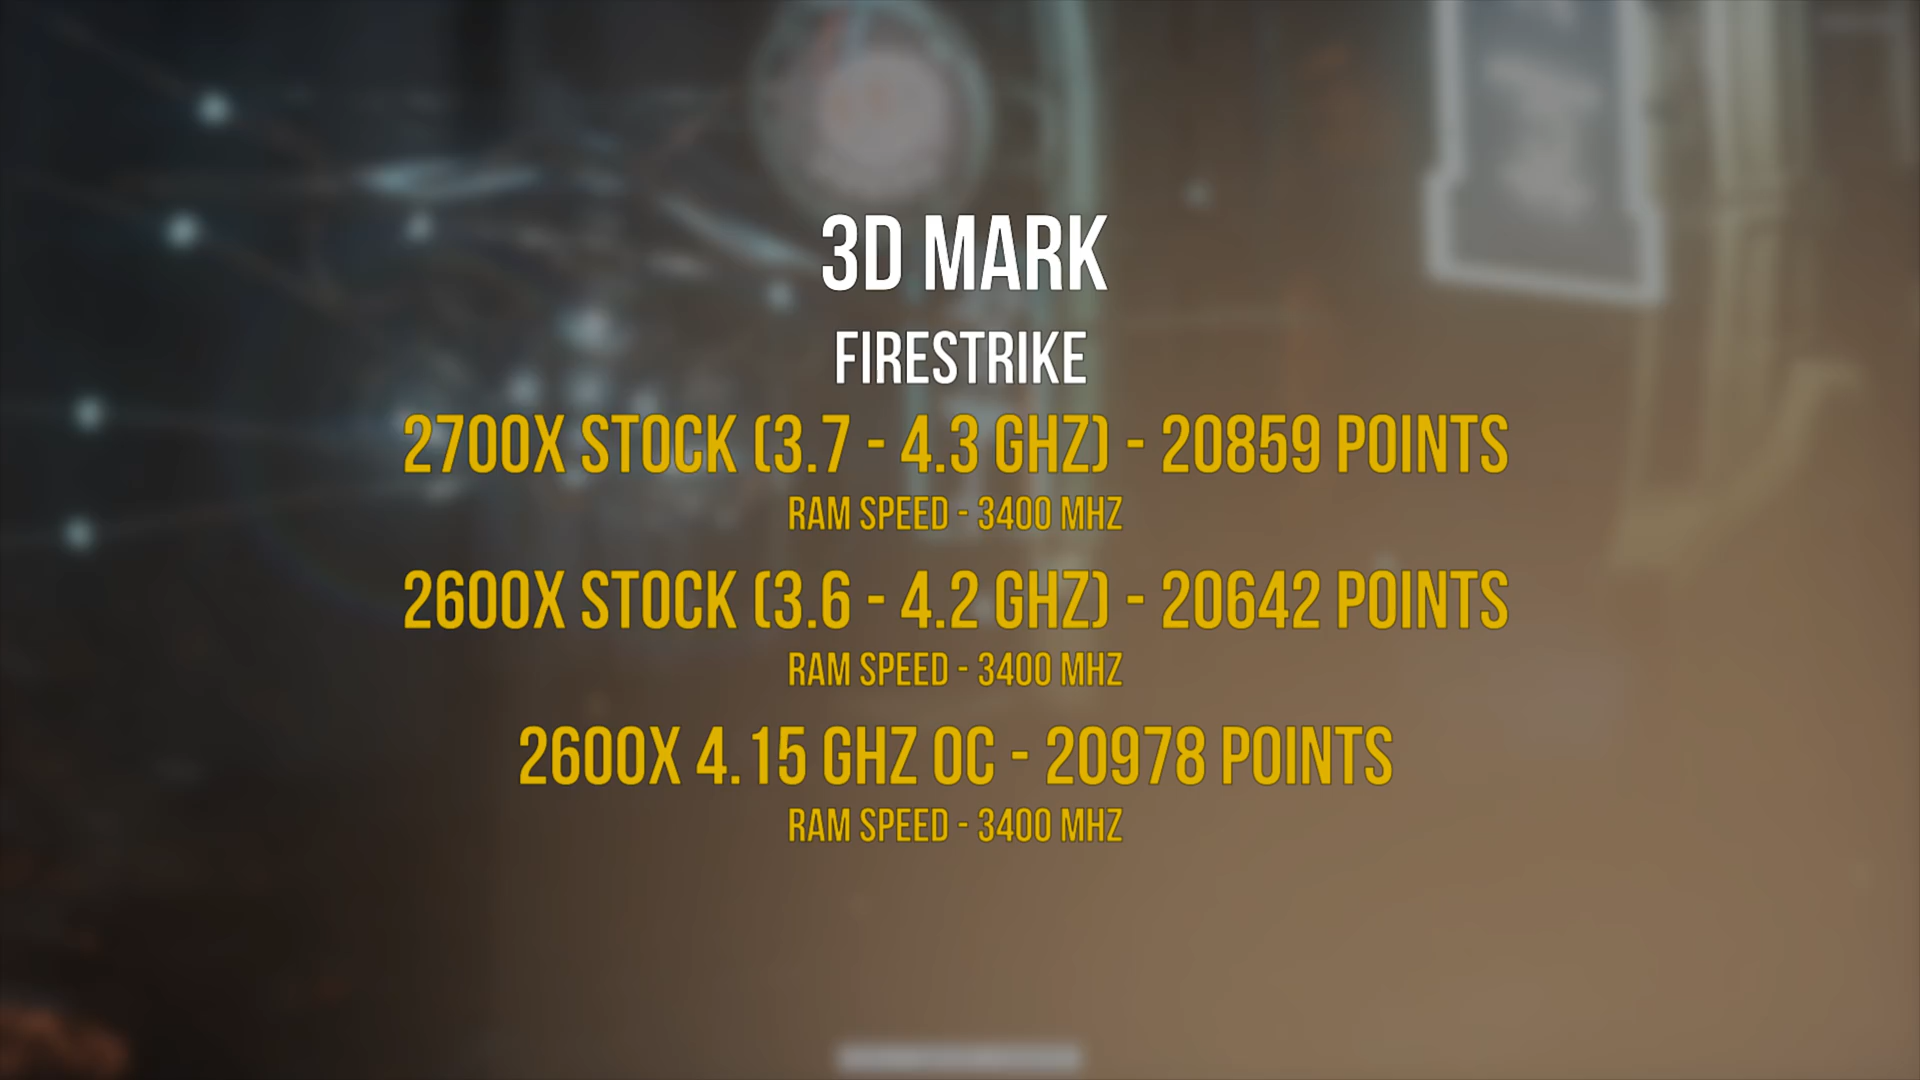 3D MARK
FIRESTRIKE
2700X STOCK (3.7 - 4.3 GHZ) - 20859 POINTS
RAM SPEED - 3400 MHZ
2600X STOCK (3.6 - 4.2 GHZ) - 20642 POINTS
RAM SPEED - 3400 MHZ
2600X 4.15 GHZ OC - 20978 POINTS
RAM SPEED - 3400 MHZ